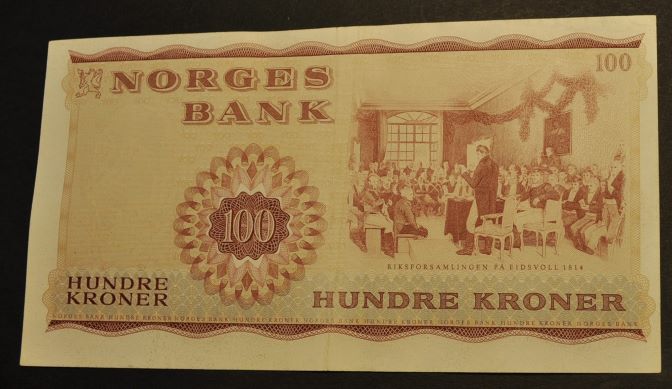 NORGES
BANK
100
100
RIKSFORSAMLINGEN PÅ EIDSVOLL 1814
HUNDRE
KRONER
HUNDRE KRONER
NORGES BANK HUNDRE KRONER NORGES BANK HUNDRE KRONER NORGES BANK HUNDRE KRONER NORGES BANK HUNDRE KRONER NORGES BANK